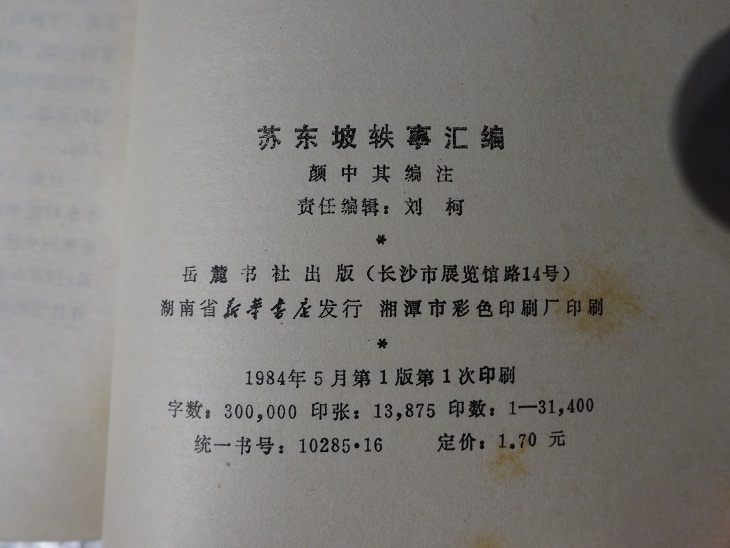 苏东坡轶事汇编
颜中其编注
责任编辑：刘 柯
*
岳麓书社出版（长沙市展览馆路14号）
湖南省新华书店发行 湘潭市彩色印刷厂印刷
*
1984年5月第1版第1次印刷
字数：300,000 印张：13,875 印数：1—31,400
统一书号：10285·16 定价：1.70 元